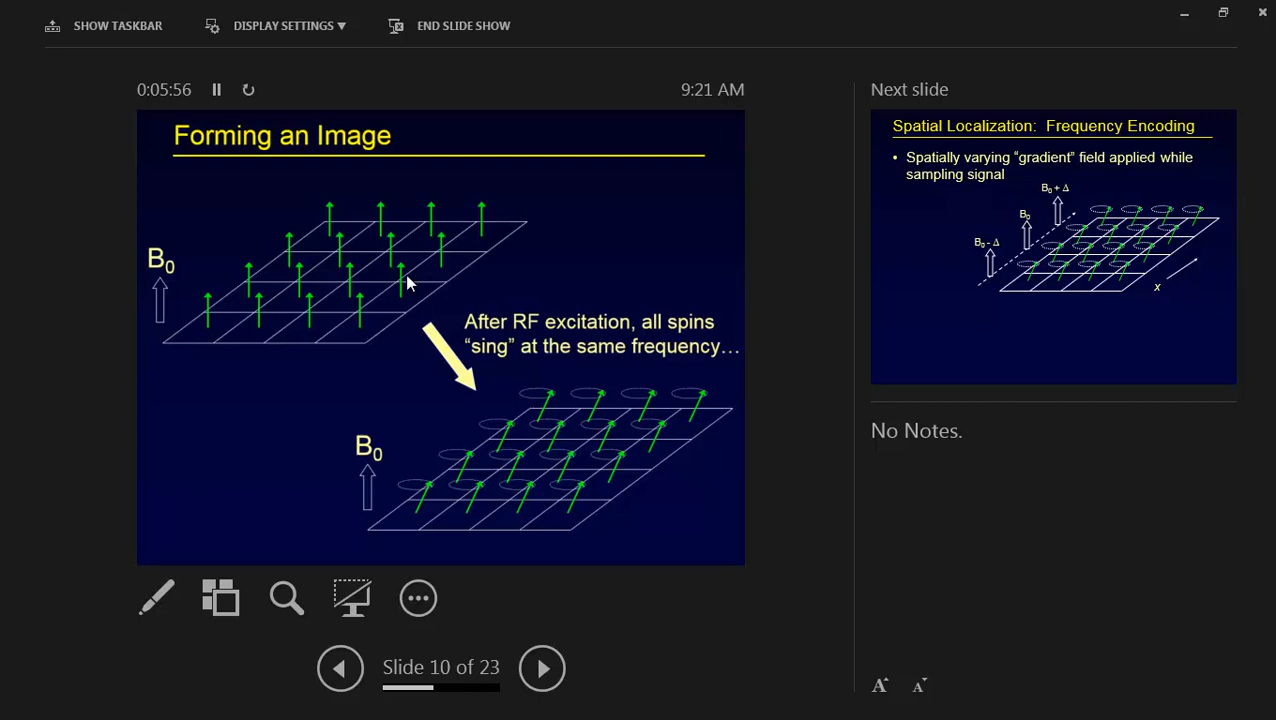 SHOW TASKBAR
DISPLAY SETTINGS ▼
END SLIDE SHOW
0:05:56
9:21 AM
Forming an Image
B₀
After RF excitation, all spins
“sing” at the same frequency…
B₀
Slide 10 of 23
Next slide
Spatial Localization: Frequency Encoding
• Spatially varying “gradient” field applied while
sampling signal
B₀ + Δ
B₀
B₀ - Δ
x
No Notes.
A
A